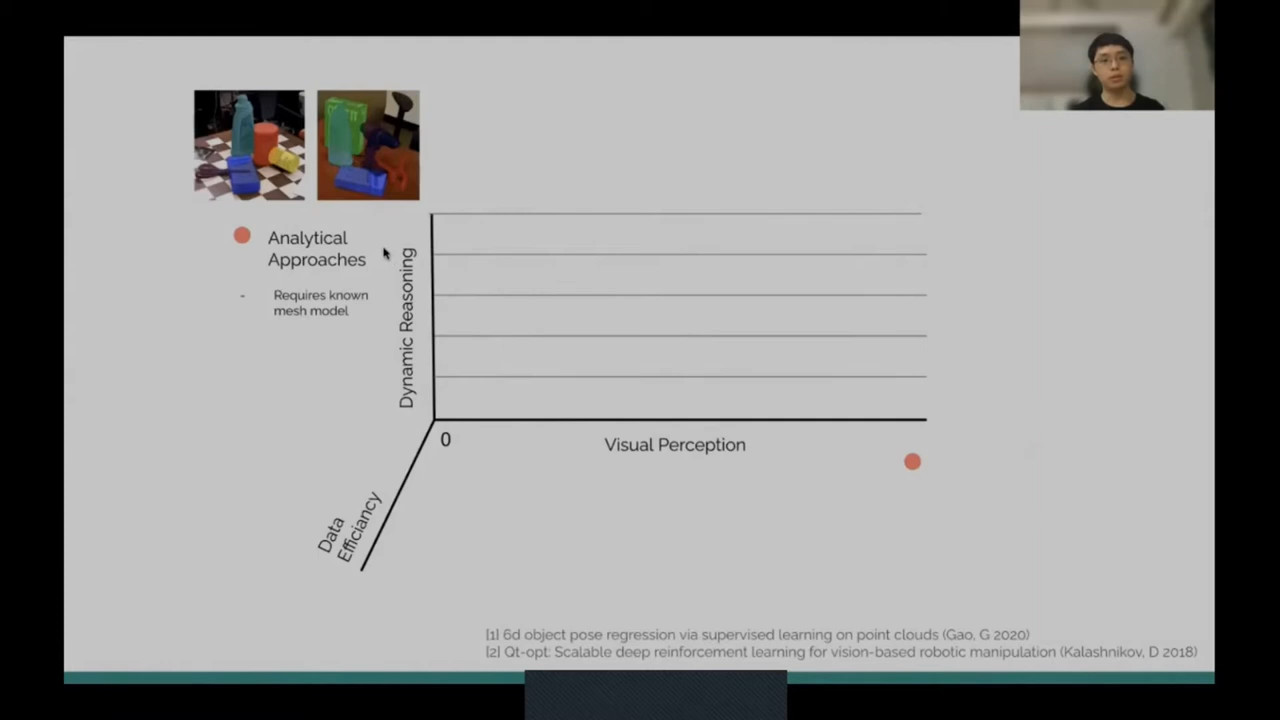 Analytical
Approaches
- Requires known
mesh model
Dynamic Reasoning
0
Visual Perception
Data
Efficiancy
[1] 6d object pose regression via supervised learning on point clouds (Gao, G 2020)
[2] Qt-opt: Scalable deep reinforcement learning for vision-based robotic manipulation (Kalashnikov, D 2018)